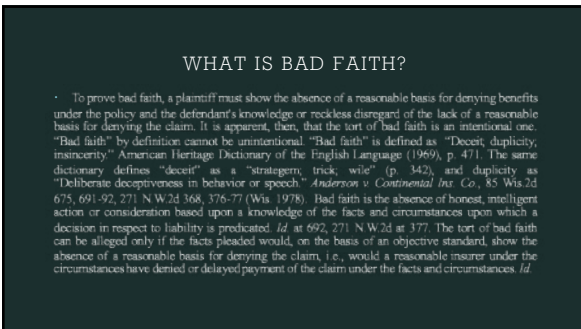 WHAT IS BAD FAITH?
• To prove bad faith, a plaintiff must show the absence of a reasonable basis for denying benefits
under the policy and the defendant's knowledge or reckless disregard of the lack of a reasonable
basis for denying the claim. It is apparent, then, that the tort of bad faith is an intentional one.
“Bad faith” by definition cannot be unintentional. “Bad faith” is defined as “Deceit; duplicity;
insincerity.” American Heritage Dictionary of the English Language (1969), p. 471. The same
dictionary defines “deceit” as a “strategem; trick; wile” (p. 342), and duplicity as
“Deliberate deceptiveness in behavior or speech.” Anderson v. Continental Ins. Co., 85 Wis.2d
675, 691-92, 271 N.W.2d 368, 376-77 (Wis. 1978). Bad faith is the absence of honest, intelligent
action or consideration based upon a knowledge of the facts and circumstances upon which a
decision in respect to liability is predicated. Id. at 692, 271 N.W.2d at 377. The tort of bad faith
can be alleged only if the facts pleaded would, on the basis of an objective standard, show the
absence of a reasonable basis for denying the claim, i.e., would a reasonable insurer under the
circumstances have denied or delayed payment of the claim under the facts and circumstances. Id.